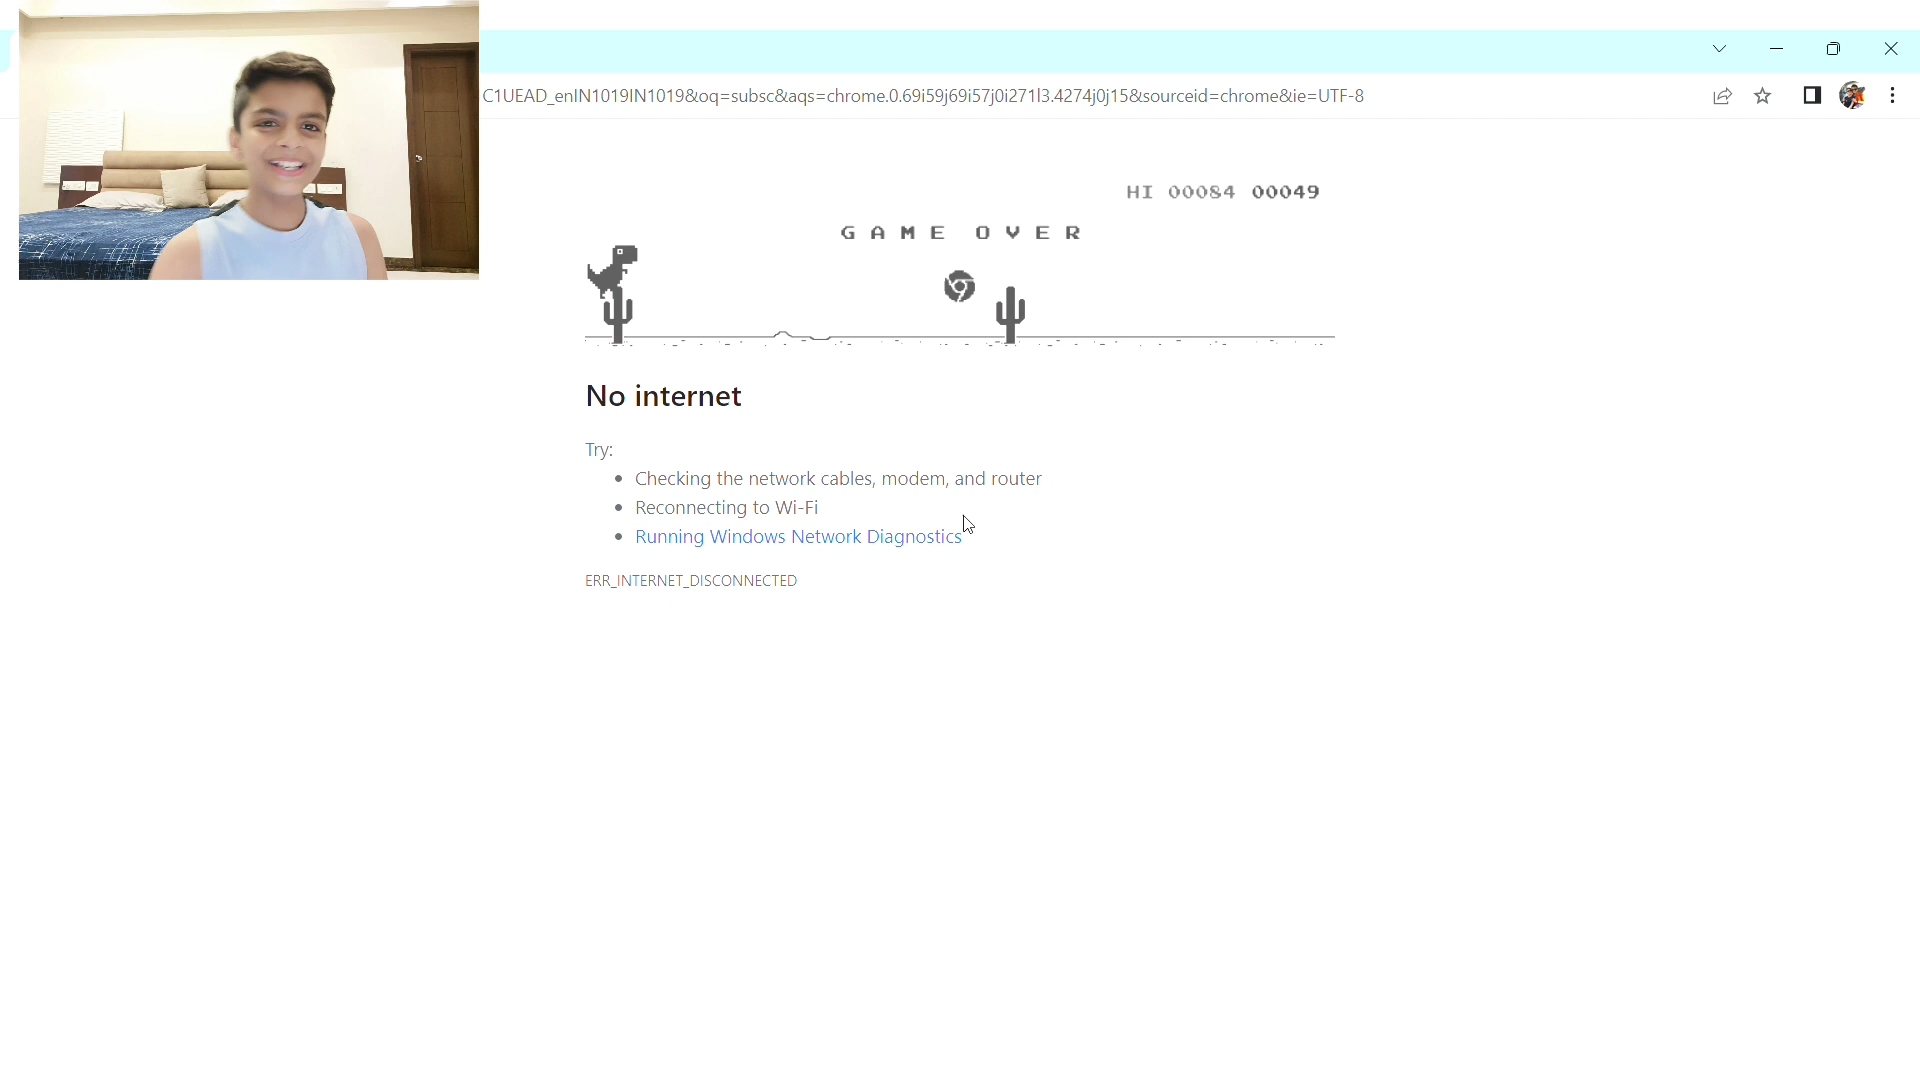 C1UEAD_enIN1019IN1019&oq=subsc&aqs=chrome.0.69i59j69i57j0i271l3.4274j0j15&sourceid=chrome&ie=UTF-8
HI 00084 00049
GAME OVER
No internet
Try:
• Checking the network cables, modem, and router
• Reconnecting to Wi-Fi
• Running Windows Network Diagnostics
ERR_INTERNET_DISCONNECTED